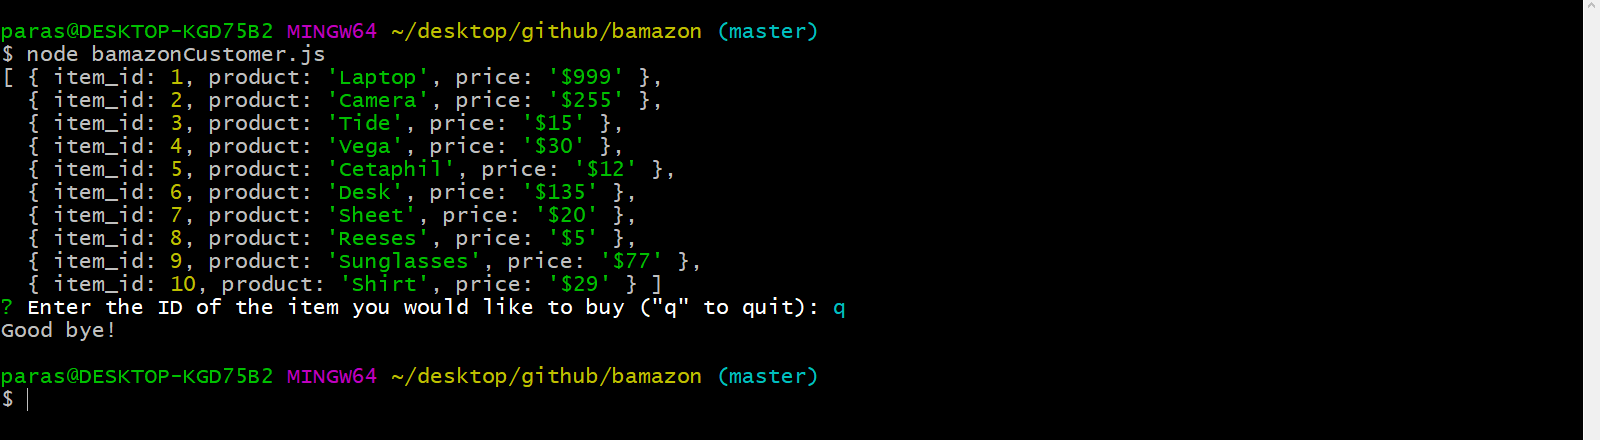 paras@DESKTOP-KGD75B2 MINGW64 ~/desktop/github/bamazon (master)
$ node bamazonCustomer.js
[ { item_id: 1, product: 'Laptop', price: '$999' },
  { item_id: 2, product: 'Camera', price: '$255' },
  { item_id: 3, product: 'Tide', price: '$15' },
  { item_id: 4, product: 'Vega', price: '$30' },
  { item_id: 5, product: 'Cetaphil', price: '$12' },
  { item_id: 6, product: 'Desk', price: '$135' },
  { item_id: 7, product: 'Sheet', price: '$20' },
  { item_id: 8, product: 'Reeses', price: '$5' },
  { item_id: 9, product: 'Sunglasses', price: '$77' },
  { item_id: 10, product: 'Shirt', price: '$29' } ]
? Enter the ID of the item you would like to buy ("q" to quit): q
Good bye!
paras@DESKTOP-KGD75B2 MINGW64 ~/desktop/github/bamazon (master)
$